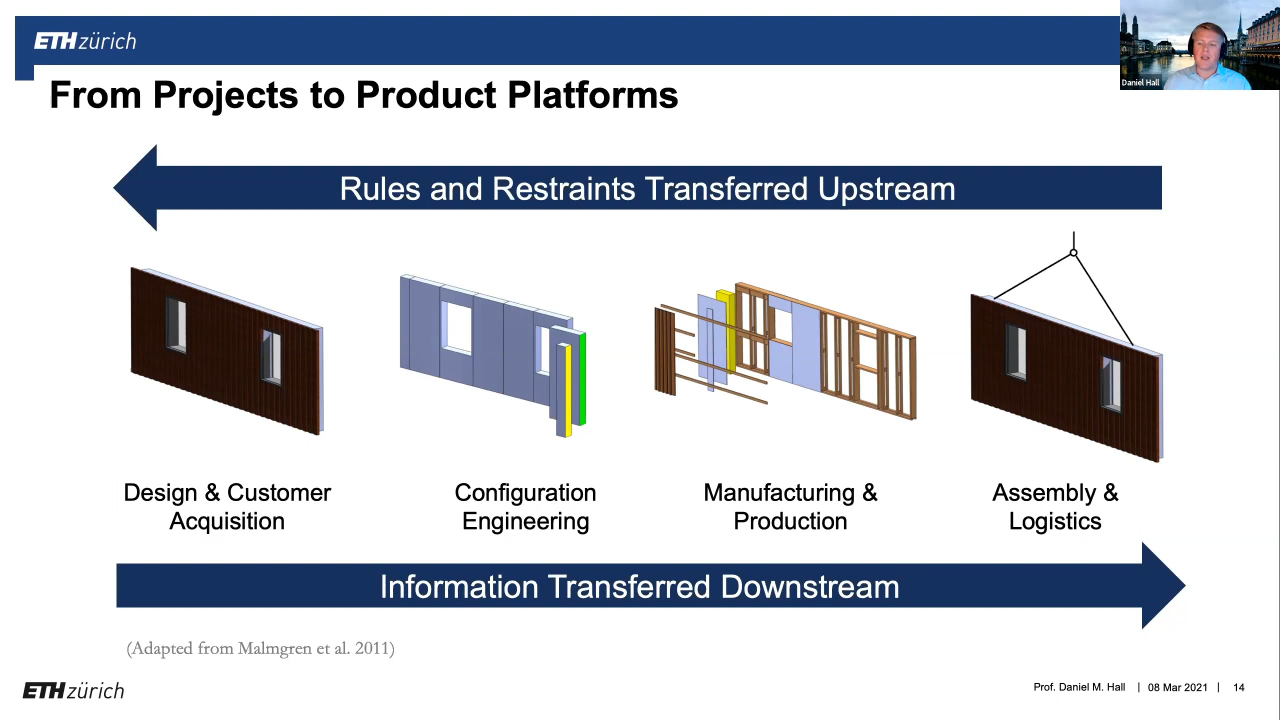 ETH zürich
Daniel Hall
From Projects to Product Platforms
Rules and Restraints Transferred Upstream
Design & Customer
Acquisition
Configuration
Engineering
Manufacturing &
Production
Assembly &
Logistics
Information Transferred Downstream
(Adapted from Malmgren et al. 2011)
ETH zürich
Prof. Daniel M. Hall | 08 Mar 2021 | 14